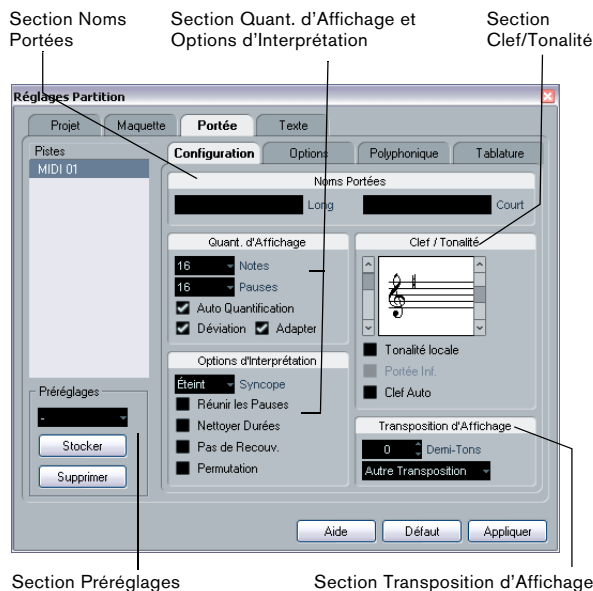 Section Noms
Portées
Section Quant. d'Affichage et
Options d'Interprétation
Section
Clef/Tonalité
Réglages Partition
Projet
Maquette
Portée
Texte
Pistes
MIDI 01
Configuration
Options
Polyphonique
Tablature
Noms Portées
Long
Court
Quant. d'Affichage
16 Notes
16 Pauses
Auto Quantification
Déviation
Adapter
Clef / Tonalité
Tonalité locale
Portée Inf.
Clef Auto
Options d'Interprétation
Éteint Syncope
Réunir les Pauses
Nettoyer Durées
Pas de Recouv.
Permutation
Transposition d'Affichage
0 Demi-Tons
Autre Transposition
Préréglages
-
Stocker
Supprimer
Aide
Défaut
Appliquer
Section Préréglages
Section Transposition d'Affichage